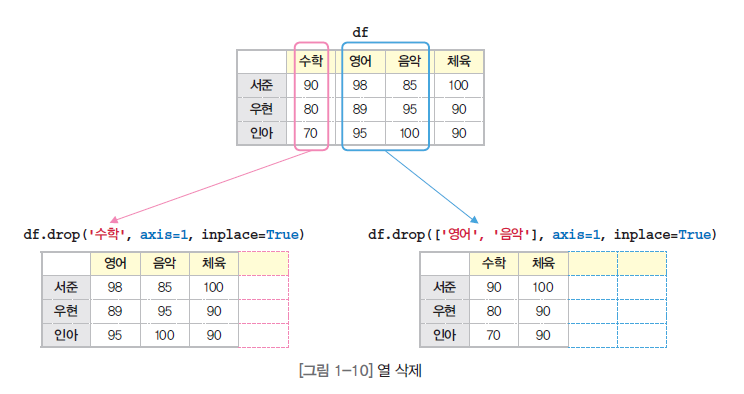 df
수학 영어 음악 체육
서준 90 98 85 100
우현 80 89 95 90
인아 70 95 100 90
df.drop('수학', axis=1, inplace=True)
영어 음악 체육
서준 98 85 100
우현 89 95 90
인아 95 100 90
df.drop(['영어', '음악'], axis=1, inplace=True)
수학 체육
서준 90 100
우현 80 90
인아 70 90
[그림 1-10] 열 삭제